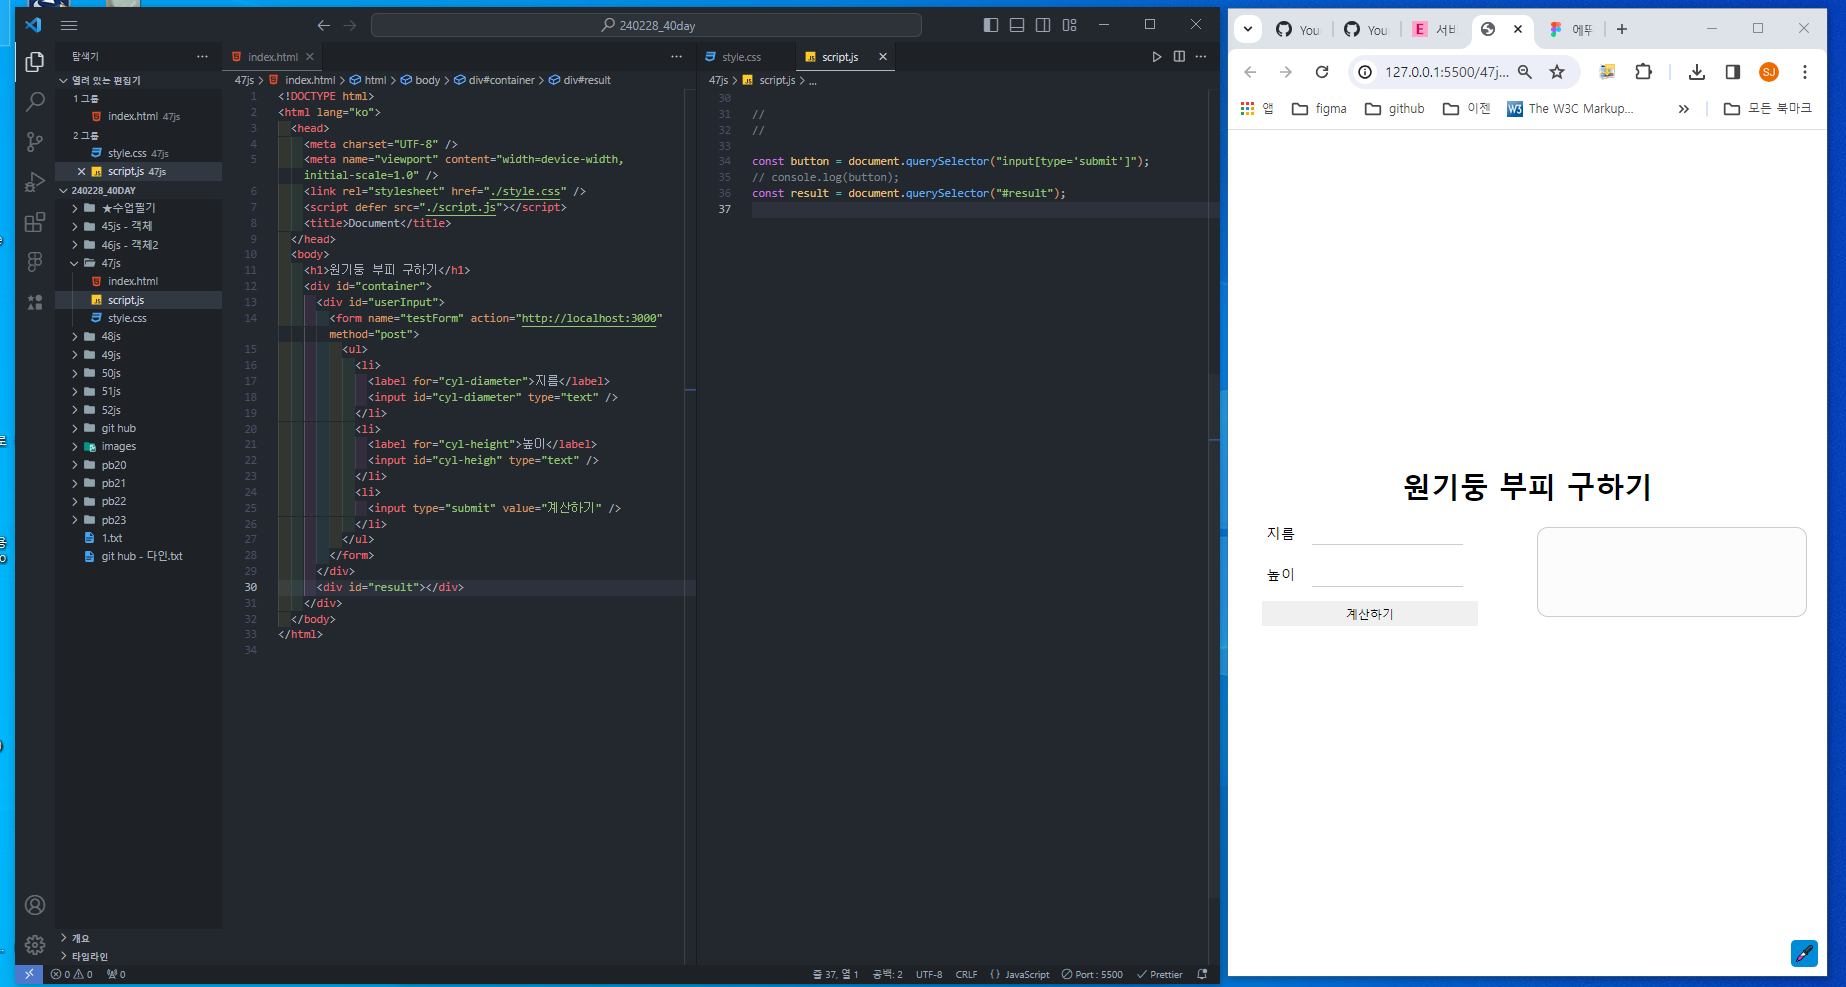 240228_40day
탐색기
열려 있는 편집기
1 그룹
index.html 47js
2 그룹
style.css 47js
script.js 47js
240228_40DAY
★수업필기
45js - 객체
46js - 객체2
47js
index.html
script.js
style.css
48js
49js
50js
51js
52js
git hub
images
pb20
pb21
pb22
pb23
1.txt
git hub - 다인.txt
개요
타임라인
index.html
47js > index.html > html > body > div#container > div#result
1 <!DOCTYPE html>
2 <html lang="ko">
3 <head>
4 <meta charset="UTF-8" />
5 <meta name="viewport" content="width=device-width,
initial-scale=1.0" />
6 <link rel="stylesheet" href="./style.css" />
7 <script defer src="./script.js"></script>
8 <title>Document</title>
9 </head>
10 <body>
11 <h1>원기둥 부피 구하기</h1>
12 <div id="container">
13 <div id="userInput">
14 <form name="testForm" action="http://localhost:3000"
method="post">
15 <ul>
16 <li>
17 <label for="cyl-diameter">지름</label>
18 <input id="cyl-diameter" type="text" />
19 </li>
20 <li>
21 <label for="cyl-height">높이</label>
22 <input id="cyl-heigh" type="text" />
23 </li>
24 <li>
25 <input type="submit" value="계산하기" />
26 </li>
27 </ul>
28 </form>
29 </div>
30 <div id="result"></div>
31 </div>
32 </body>
33 </html>
34
style.css script.js
47js > script.js > ...
30
31 //
32 //
33
34 const button = document.querySelector("input[type='submit']");
35 // console.log(button);
36 const result = document.querySelector("#result");
37
0 0 0
줄 37, 열 1 공백: 2 UTF-8 CRLF {} JavaScript Port : 5500 Prettier
You You 서비 에뚜
127.0.0.1:5500/47j... SJ
앱 figma github 이젠 W3 The W3C Markup... » 모든 북마크
원기둥 부피 구하기
지름
높이
계산하기